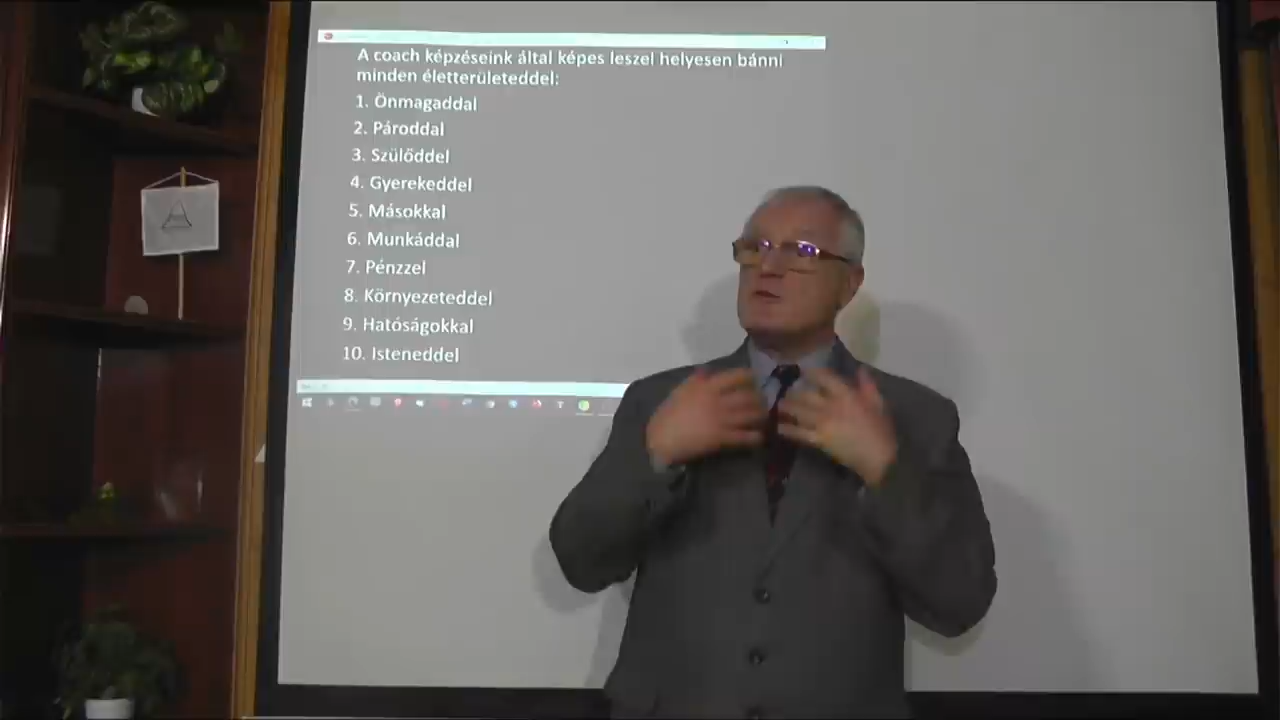 A coach képzéseink által képes leszel helyesen bánni
minden életterületeddel:
1. Önmagaddal
2. Pároddal
3. Szülőddel
4. Gyerekeddel
5. Másokkal
6. Munkáddal
7. Pénzzel
8. Környezeteddel
9. Hatóságokkal
10. Isteneddel